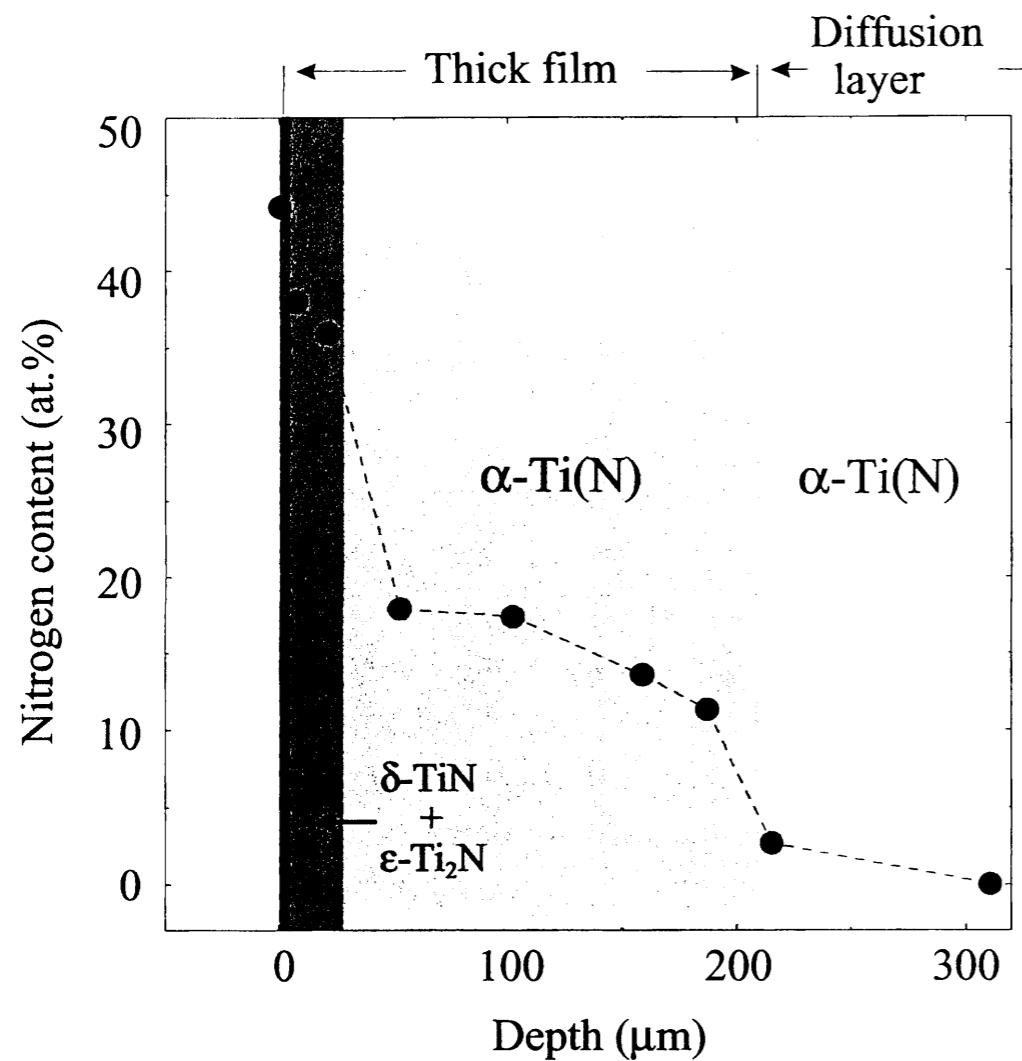 Thick film
Diffusion
layer
50
40
30
20
10
0
Nitrogen content (at.%)
α-Ti(N)
α-Ti(N)
δ-TiN
+
ε-Ti₂N
0
100
200
300
Depth (μm)